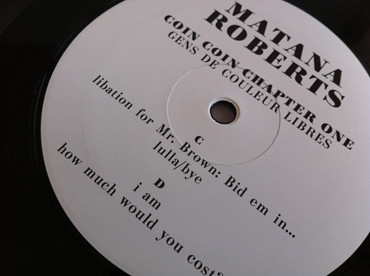 MATANA
ROBERTS
COIN COIN CHAPTER ONE
GENS DE COULEUR LIBRES
C
libation for Mr. Brown: Bid em in...
lulla/bye
D
i am
how much would you cost?